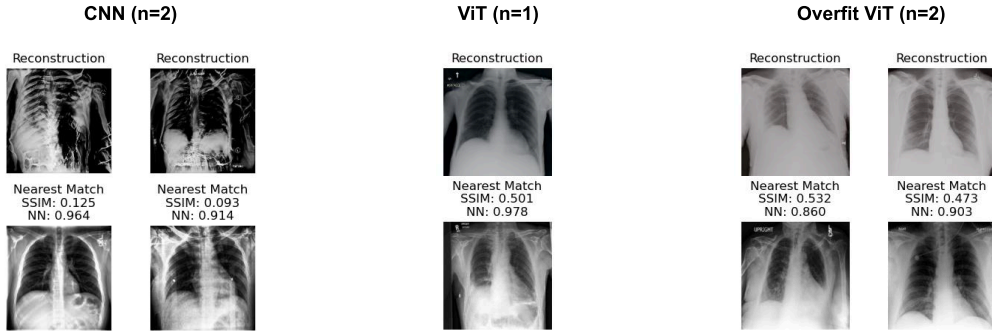 CNN (n=2)
ViT (n=1)
Overfit ViT (n=2)
Reconstruction
Reconstruction
Reconstruction
Reconstruction
Reconstruction
Nearest Match
SSIM: 0.125
NN: 0.964
Nearest Match
SSIM: 0.093
NN: 0.914
Nearest Match
SSIM: 0.501
NN: 0.978
Nearest Match
SSIM: 0.532
NN: 0.860
Nearest Match
SSIM: 0.473
NN: 0.903
UPRIGHT